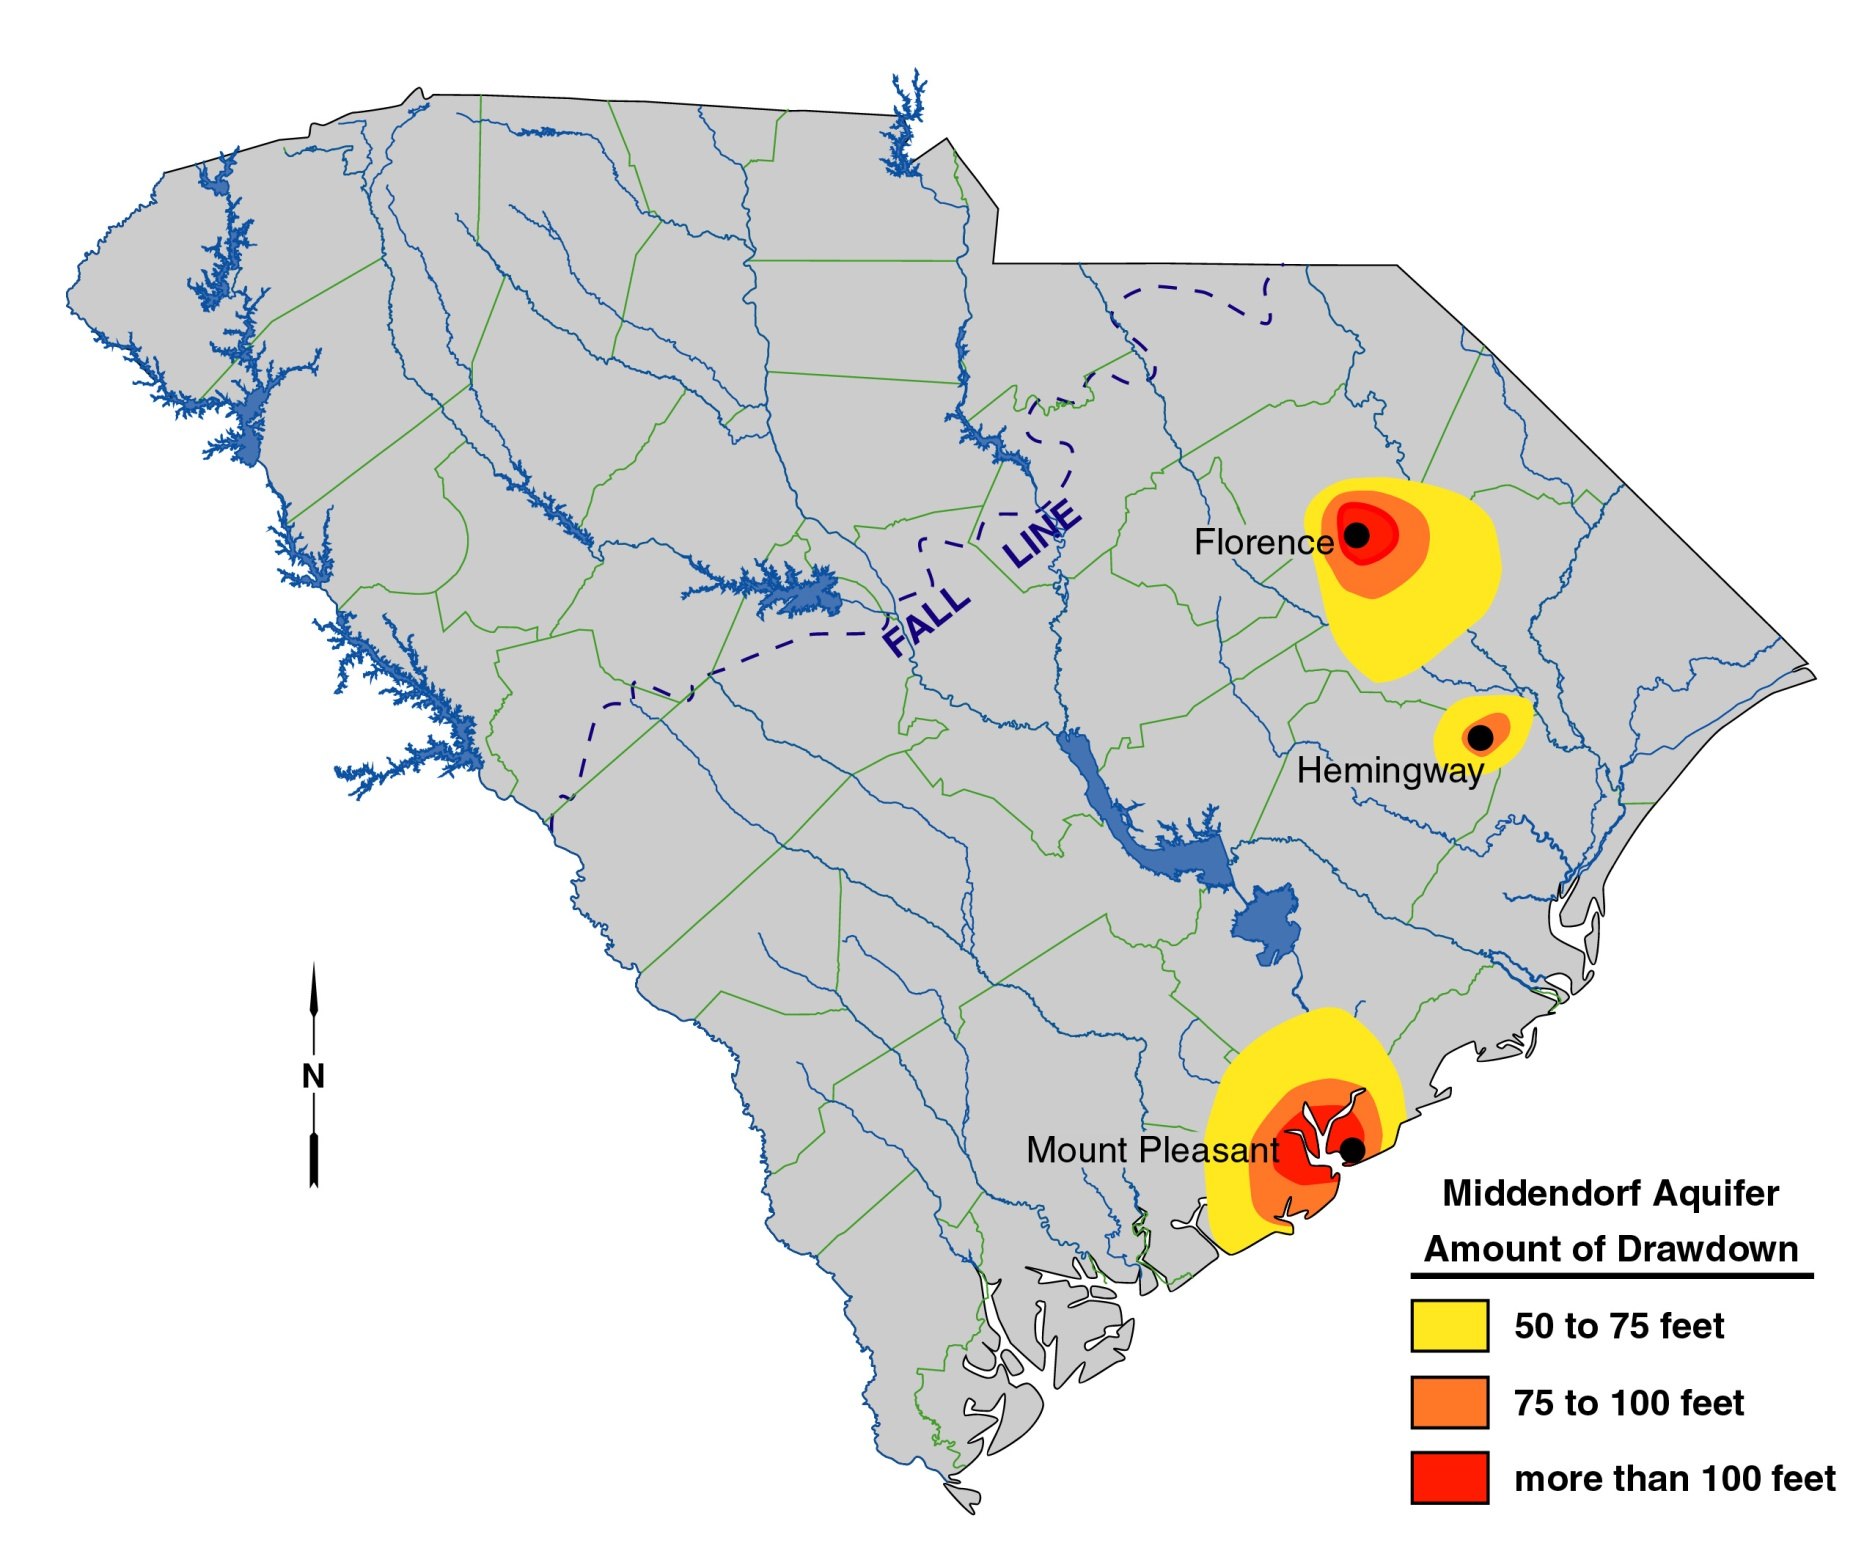 LINE
Florence
FALL
Hemingway
N
Mount Pleasant
Middendorf Aquifer
Amount of Drawdown
50 to 75 feet
75 to 100 feet
more than 100 feet